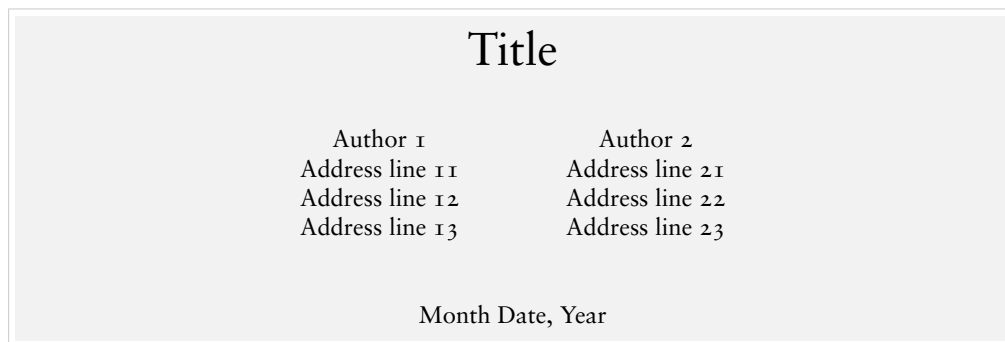 Title
Author 1 Author 2
Address line 11 Address line 21
Address line 12 Address line 22
Address line 13 Address line 23
Month Date, Year